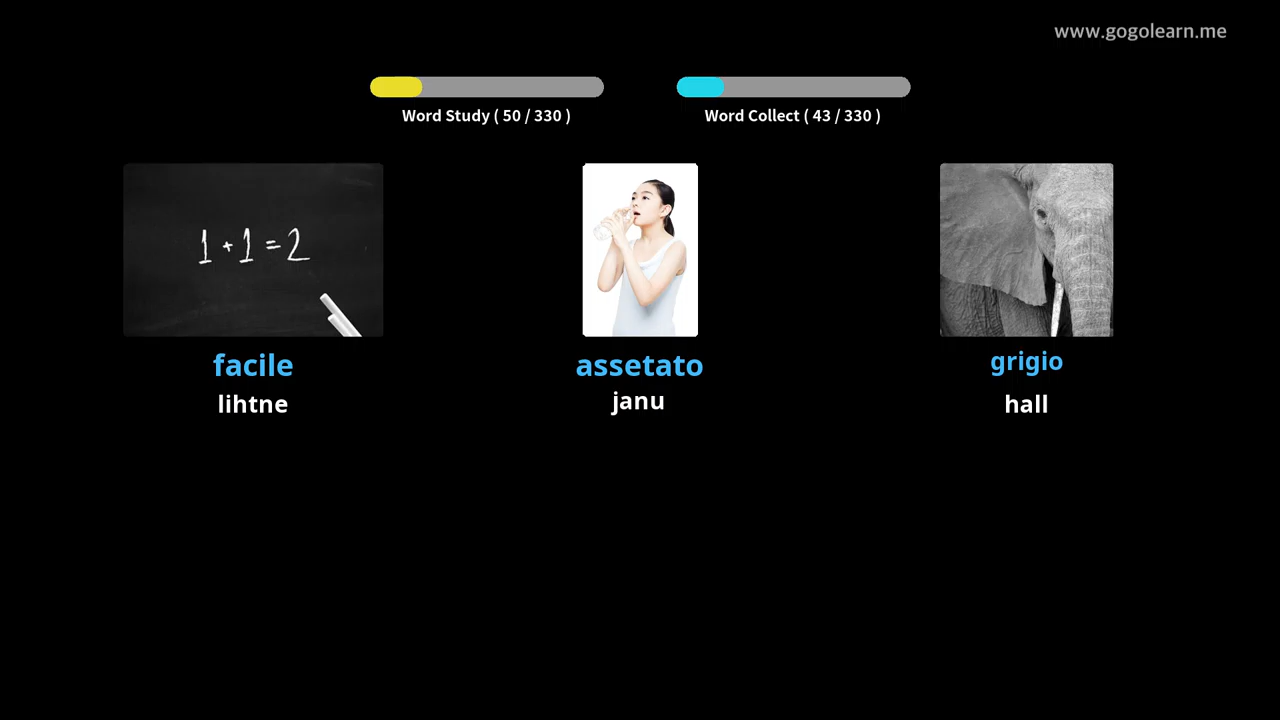 www.gogolearn.me
Word Study ( 50 / 330 )
Word Collect ( 43 / 330 )
1 + 1 = 2
facile
lihtne
assetato
janu
grigio
hall